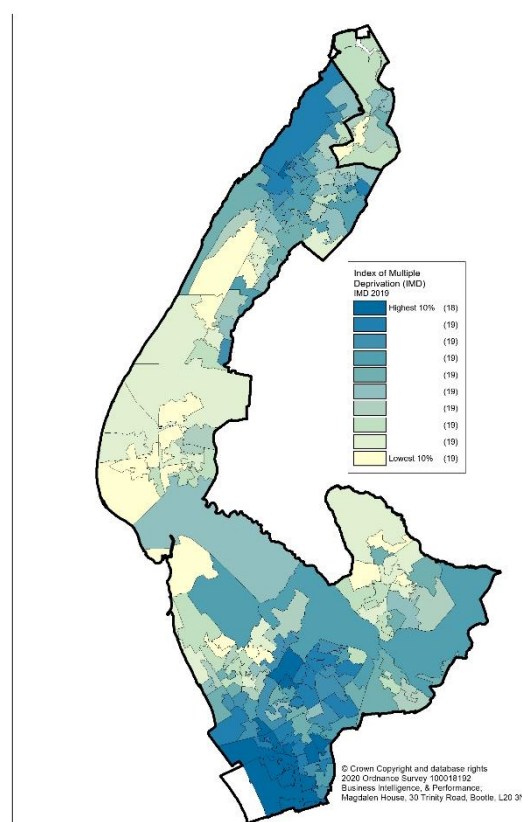 Index of Multiple
Deprivation (IMD)
IMD 2019
Highest 10% (18)
(19)
(19)
(19)
(19)
(19)
(19)
(19)
(19)
Lowest 10% (19)
© Crown Copyright and database rights
2020 Ordnance Survey 100018192
Business Intelligence, & Performance,
Magdalen House, 30 Trinity Road, Bootle, L20 3N